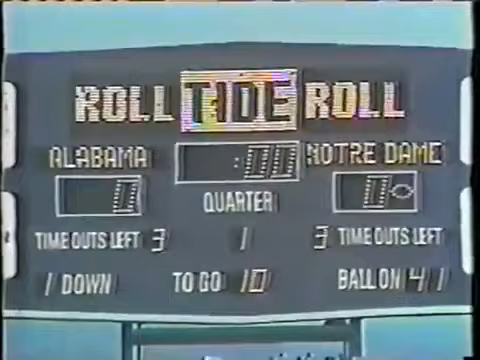 ROLL TIDE ROLL
ALABAMA :00 NOTRE DAME
0 QUARTER 0
TIME OUTS LEFT 3 1 3 TIME OUTS LEFT
1 DOWN TO GO 10 BALL ON 41